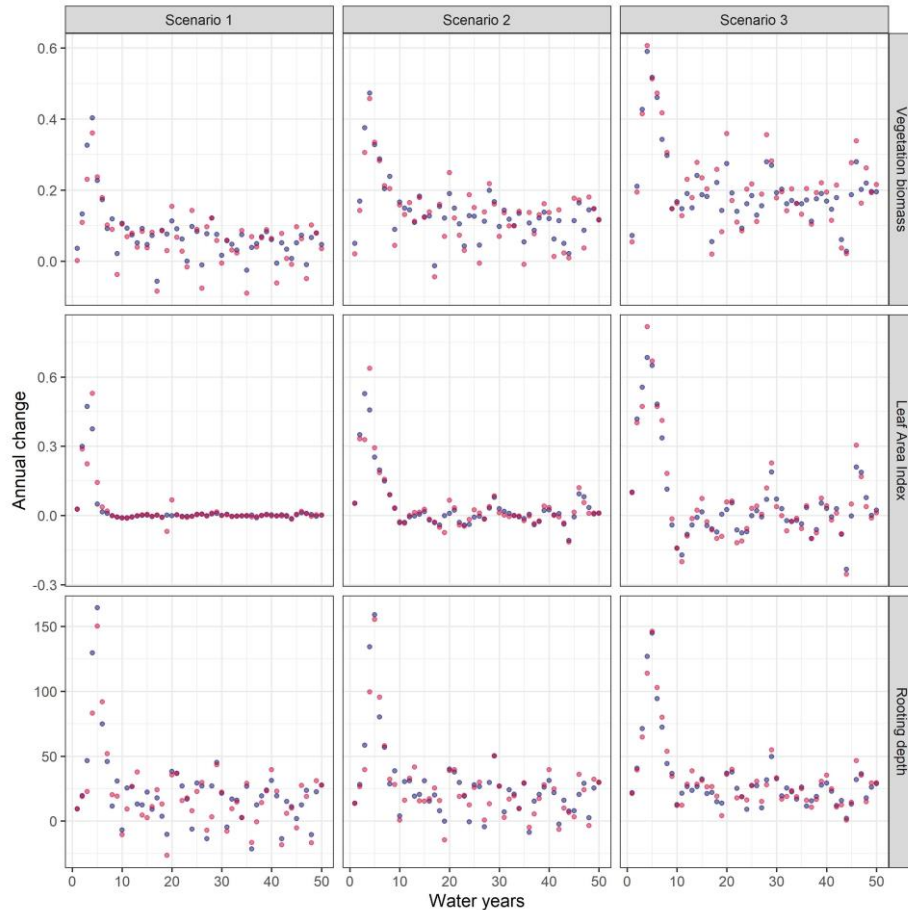 Scenario 1 Scenario 2 Scenario 3
0.6
0.4
0.2
0.0
Vegetation biomass
Annual change
0.6
0.3
0.0
-0.3
Leaf Area Index
150
100
50
0
Rooting depth
0 10 20 30 40 50 0 10 20 30 40 50 0 10 20 30 40 50
Water years